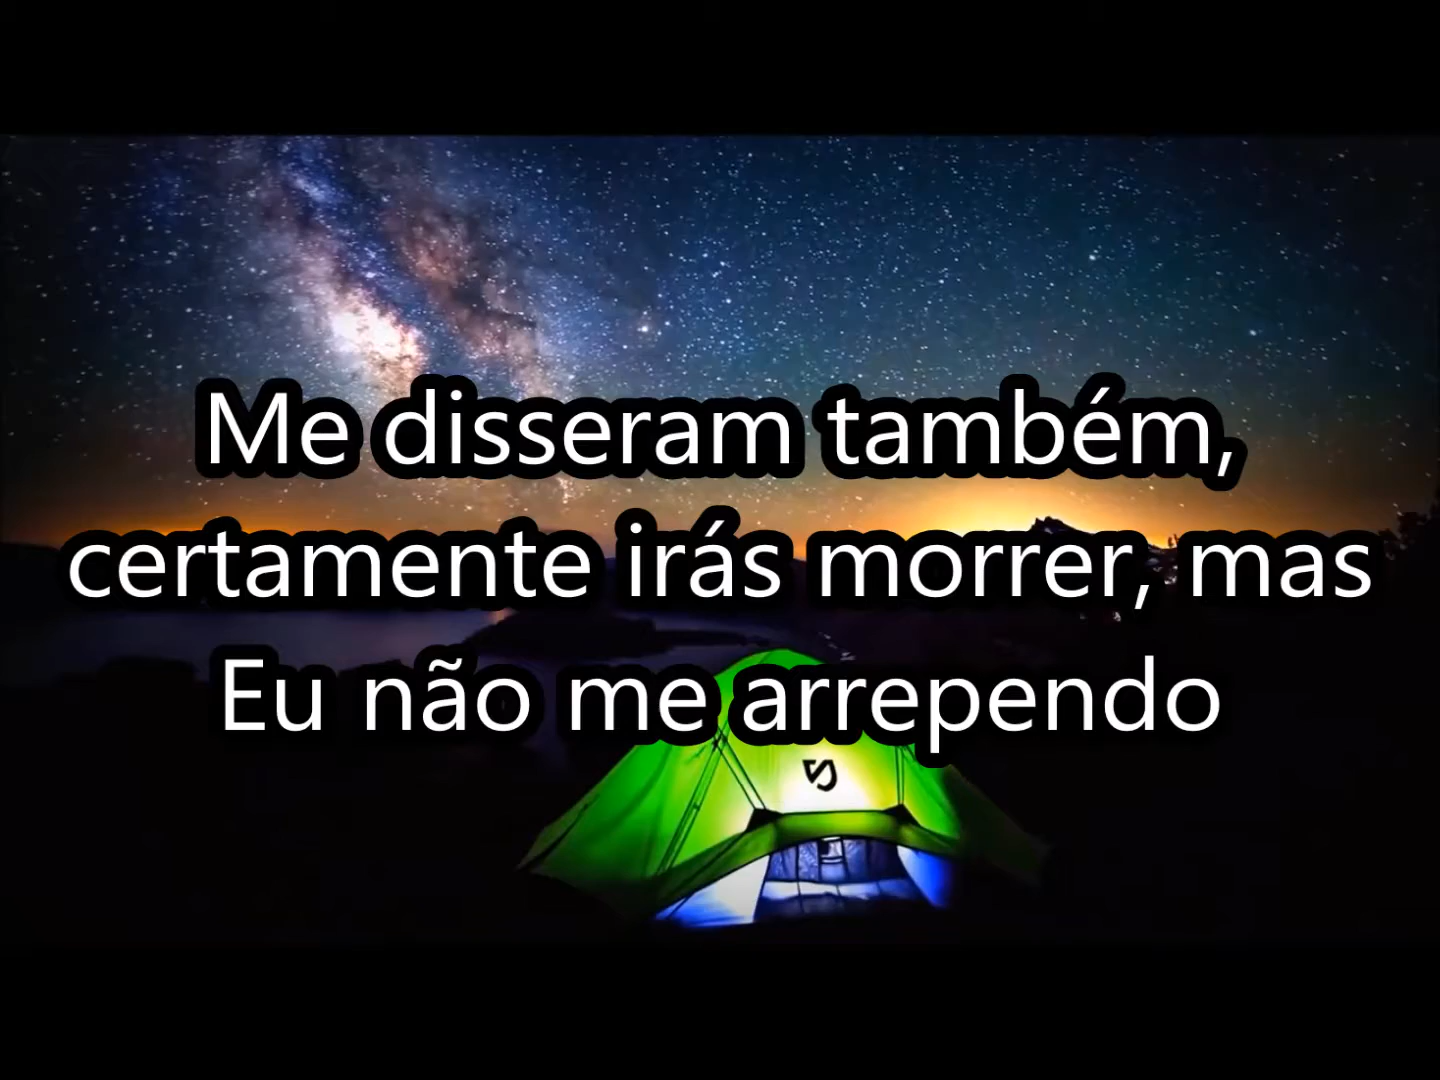 Me disseram também,
certamente irás morrer, mas
Eu não me arrependo